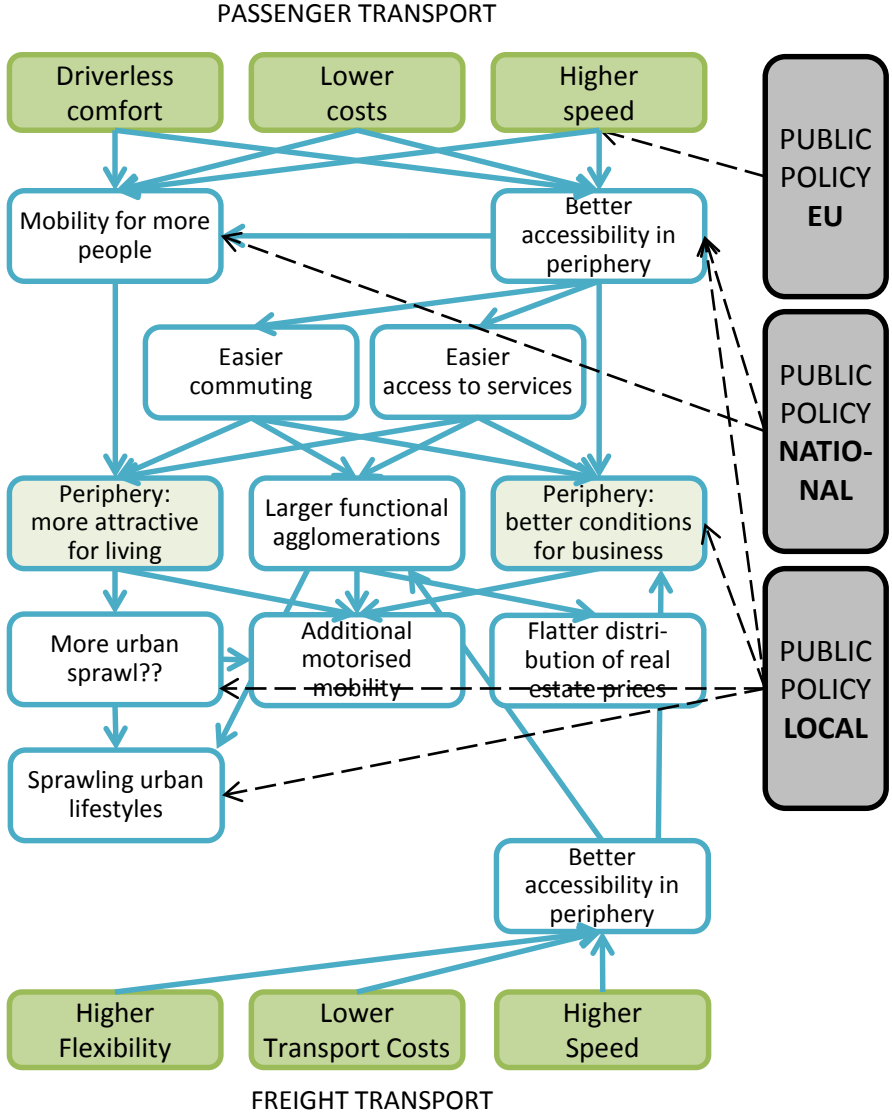 PASSENGER TRANSPORT
Driverless
comfort
Lower
costs
Higher
speed
PUBLIC
POLICY
EU
Mobility for more
people
Better
accessibility in
periphery
Easier
commuting
Easier
access to services
PUBLIC
POLICY
NATIO-
NAL
Periphery:
more attractive
for living
Larger functional
agglomerations
Periphery:
better conditions
for business
More urban
sprawl??
Additional
motorised
mobility
Flatter distri-
bution of real
estate prices
PUBLIC
POLICY
LOCAL
Sprawling urban
lifestyles
Better
accessibility in
periphery
Higher
Flexibility
Lower
Transport Costs
Higher
Speed
FREIGHT TRANSPORT